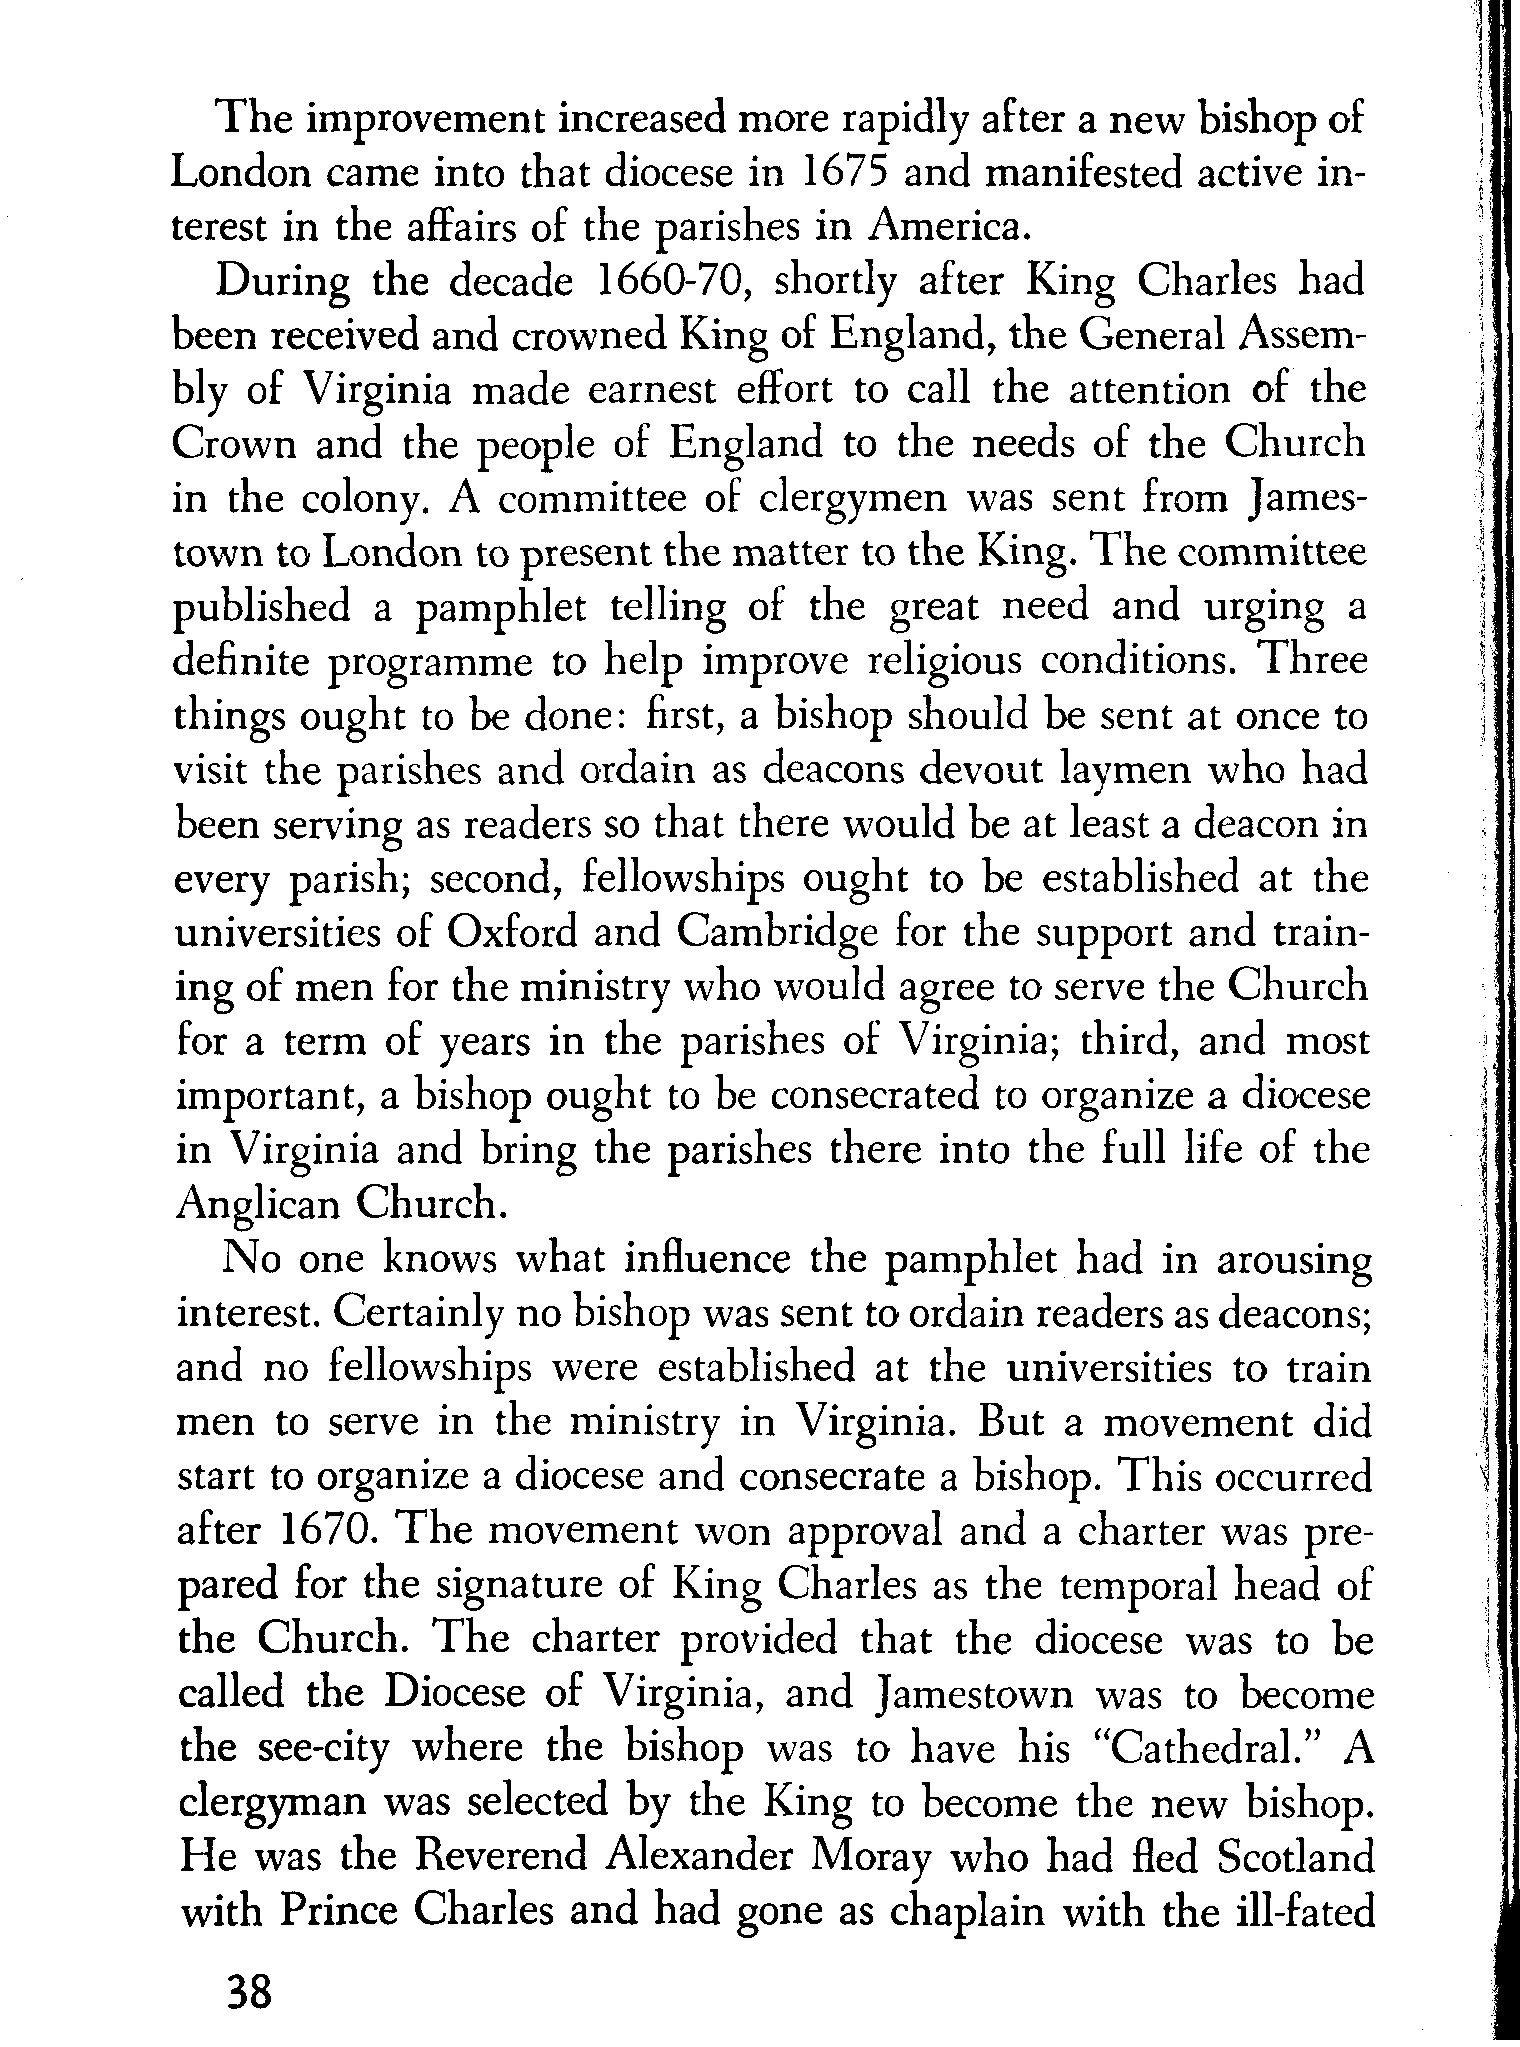 The improvement increased more rapidly after a new bishop of
London came into that diocese in 1675 and manifested active in-
terest in the affairs of the parishes in America.
During the decade 1660-70, shortly after King Charles had
been received and crowned King of England, the General Assem-
bly of Virginia made earnest effort to call the attention of the
Crown and the people of England to the needs of the Church
in the colony. A committee of clergymen was sent from James-
town to London to present the matter to the King. The committee
published a pamphlet telling of the great need and urging a
definite programme to help improve religious conditions. Three
things ought to be done: first, a bishop should be sent at once to
visit the parishes and ordain as deacons devout laymen who had
been serving as readers so that there would be at least a deacon in
every parish; second, fellowships ought to be established at the
universities of Oxford and Cambridge for the support and train-
ing of men for the ministry who would agree to serve the Church
for a term of years in the parishes of Virginia; third, and most
important, a bishop ought to be consecrated to organize a diocese
in Virginia and bring the parishes there into the full life of the
Anglican Church.
No one knows what influence the pamphlet had in arousing
interest. Certainly no bishop was sent to ordain readers as deacons;
and no fellowships were established at the universities to train
men to serve in the ministry in Virginia. But a movement did
start to organize a diocese and consecrate a bishop. This occurred
after 1670. The movement won approval and a charter was pre-
pared for the signature of King Charles as the temporal head of
the Church. The charter provided that the diocese was to be
called the Diocese of Virginia, and Jamestown was to become
the see-city where the bishop was to have his "Cathedral." A
clergyman was selected by the King to become the new bishop.
He was the Reverend Alexander Moray who had fled Scotland
with Prince Charles and had gone as chaplain with the ill-fated
38